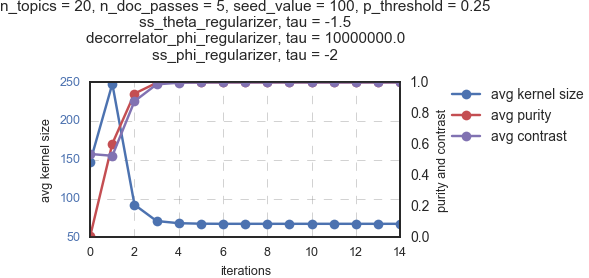 n_topics = 20, n_doc_passes = 5, seed_value = 100, p_threshold = 0.25
ss_theta_regularizer, tau = -1.5
decorrelator_phi_regularizer, tau = 10000000.0
ss_phi_regularizer, tau = -2
250
200
150
100
50
avg kernel size
0 2 4 6 8 10 12 14
iterations
1.0
0.8
0.6
0.4
0.2
0.0
purity and contrast
avg kernel size
avg purity
avg contrast